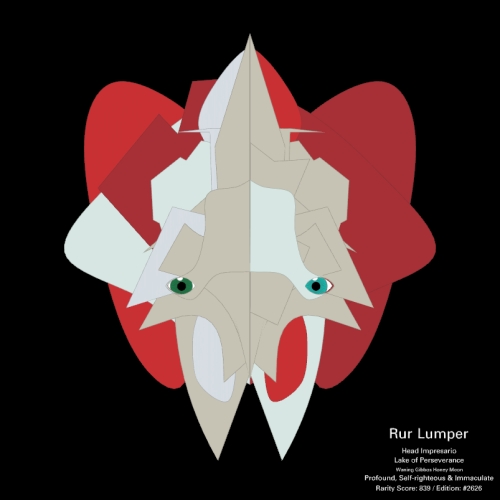 Rur Lumper
Head Impresario
Lake of Perseverance
Waning Gibbos Honey Moon
Profound, Self-righteous & Immaculate
Rarity Score: 839 / Edition: #2626